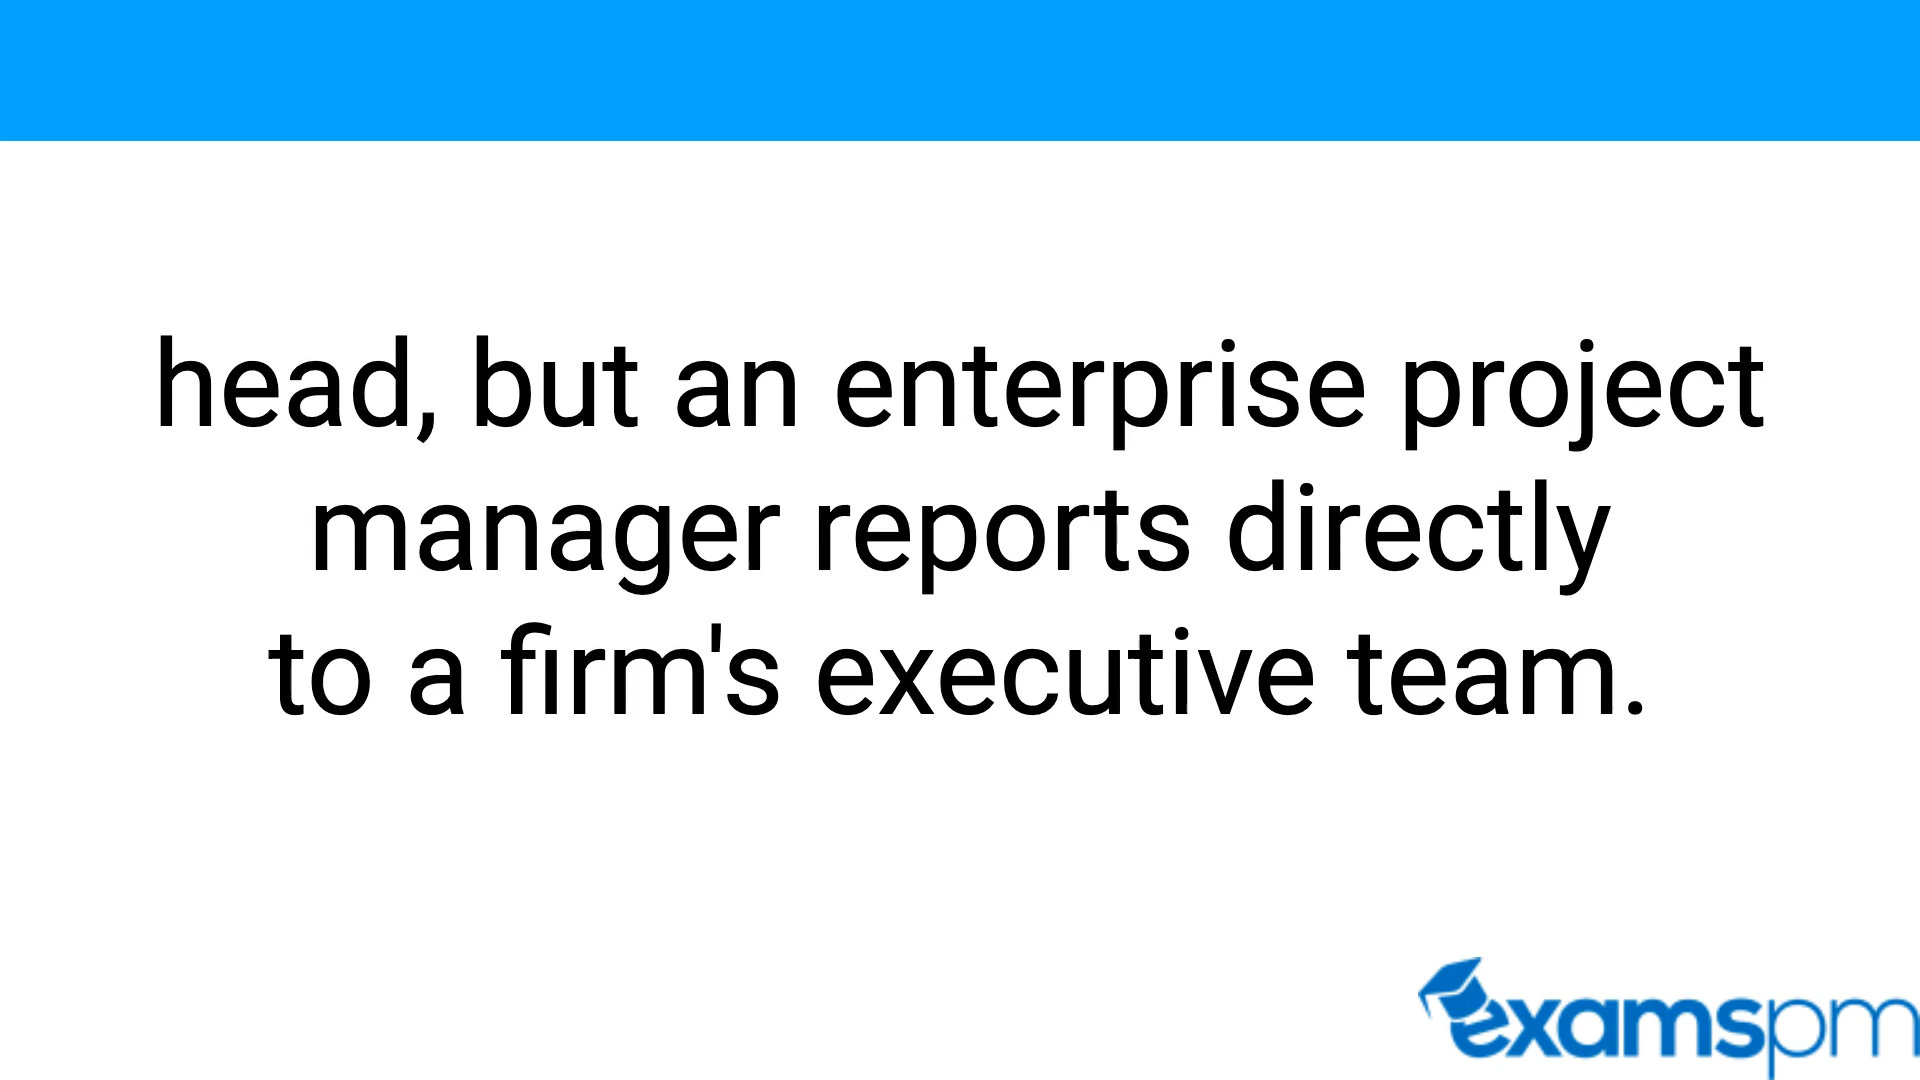 head, but an enterprise project
manager reports directly
to a firm's executive team.
examspm